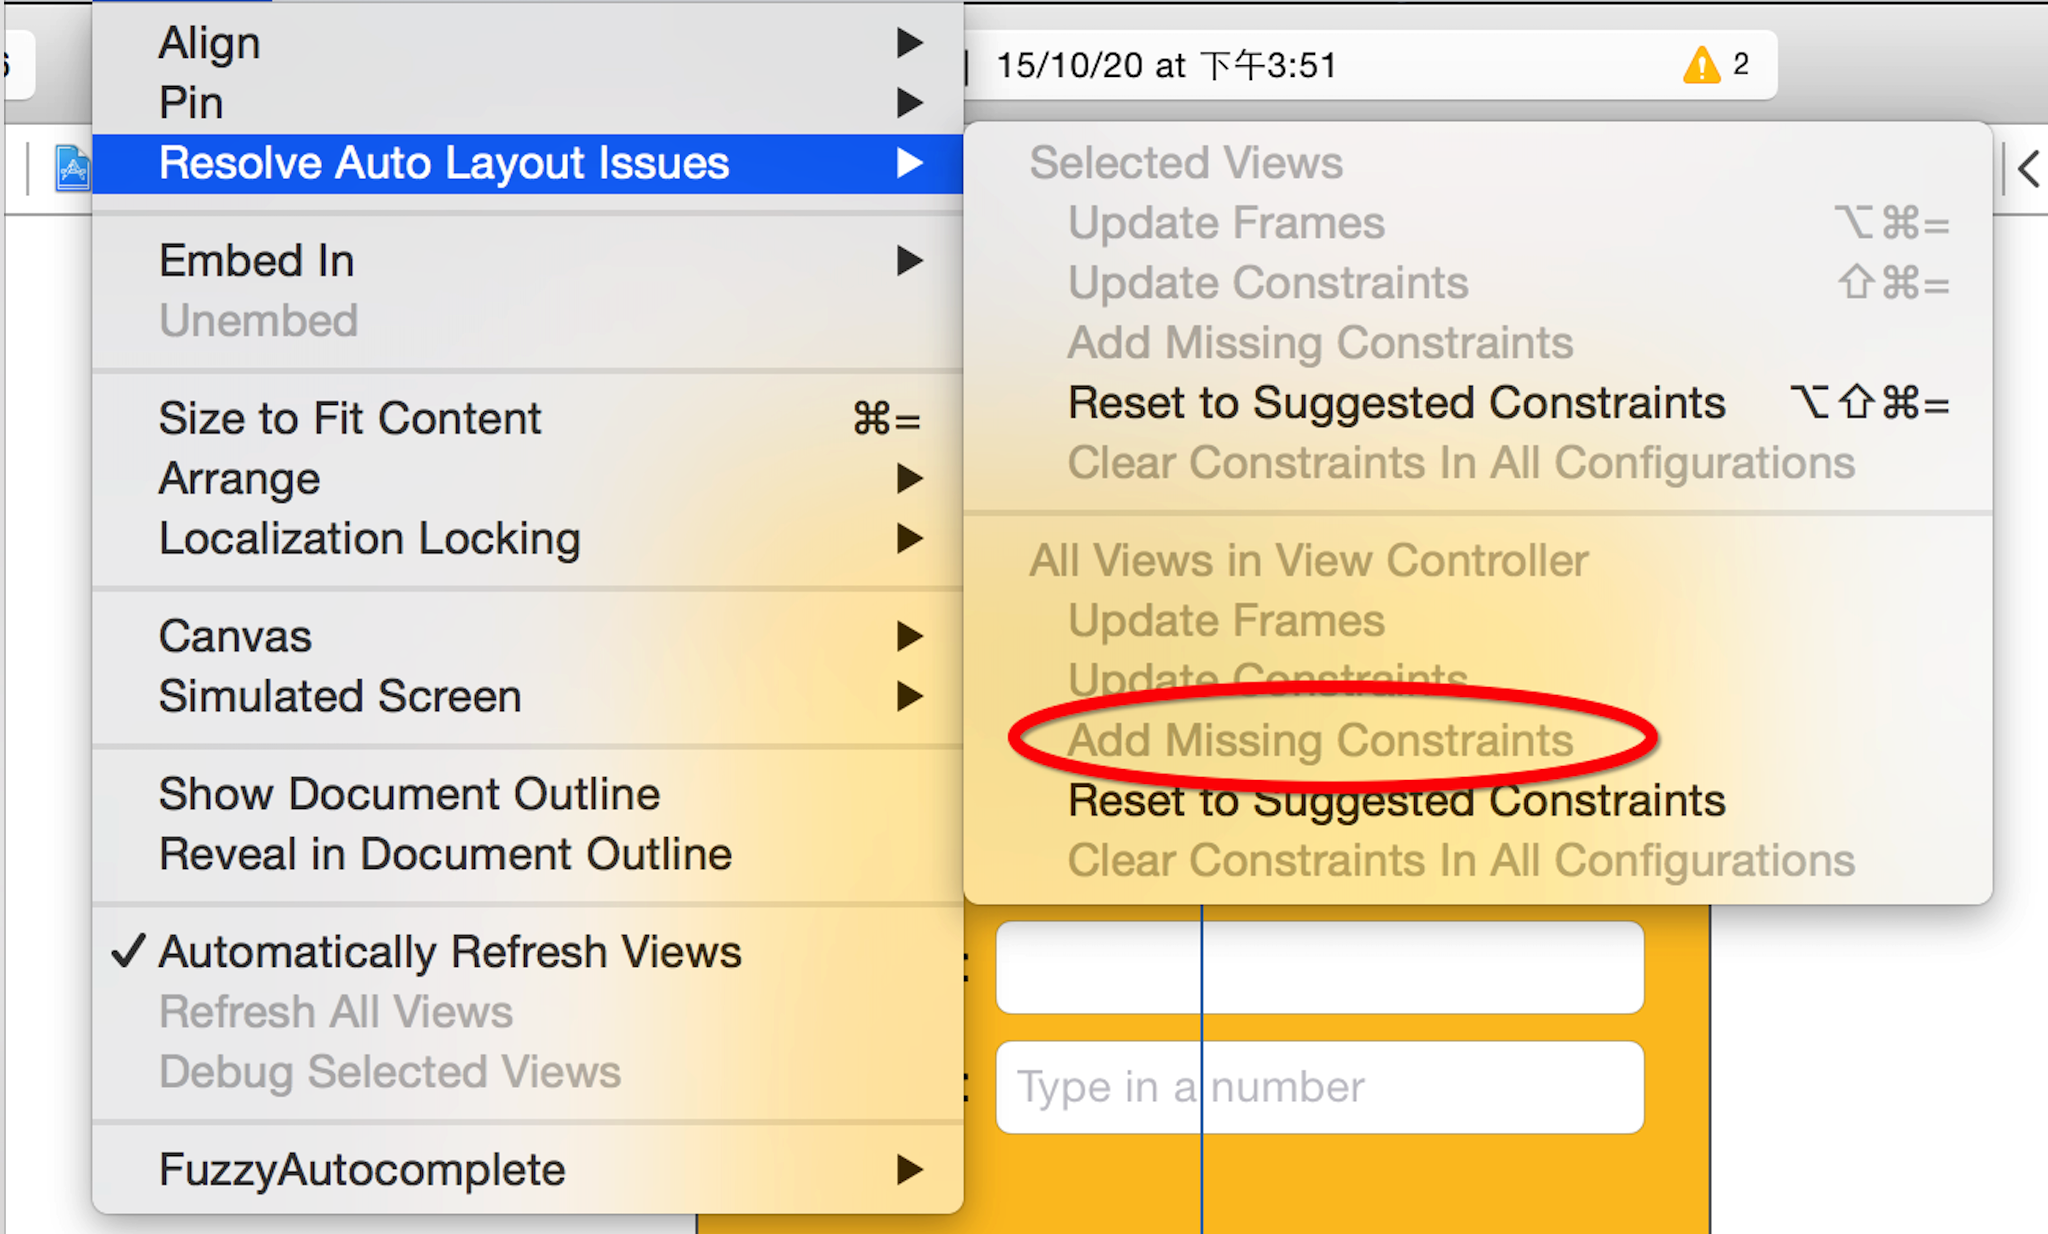 Align
Pin
Resolve Auto Layout Issues
Embed In
Unembed
Size to Fit Content ⌘=
Arrange
Localization Locking
Canvas
Simulated Screen
Show Document Outline
Reveal in Document Outline
✓ Automatically Refresh Views
Refresh All Views
Debug Selected Views
FuzzyAutocomplete
| 15/10/20 at 下午3:51
2
Selected Views
Update Frames ⌥⌘=
Update Constraints ⇧⌘=
Add Missing Constraints
Reset to Suggested Constraints ⌥⇧⌘=
Clear Constraints In All Configurations
All Views in View Controller
Update Frames
Update Constraints
Add Missing Constraints
Reset to Suggested Constraints
Clear Constraints In All Configurations
:
: Type in a number